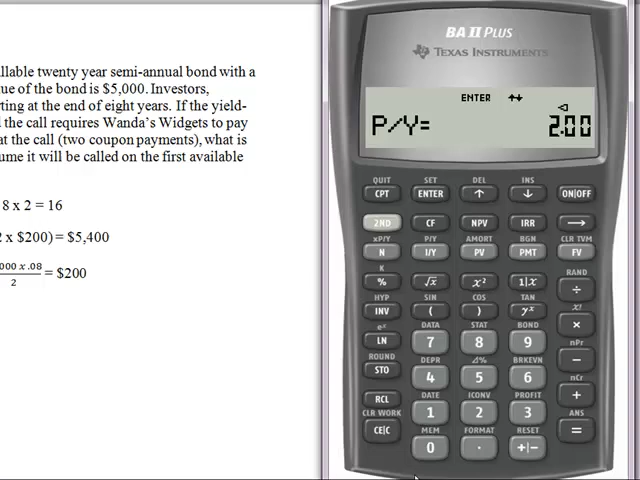 llable twenty year semi-annual bond with a
ue of the bond is $5,000. Investors,
rting at the end of eight years. If the yield-
d the call requires Wanda's Widgets to pay
at the call (two coupon payments), what is
ume it will be called on the first available
8 x 2 = 16
2 x $200) = $5,400
000 x .08
2
= $200
BA II PLUS
TEXAS INSTRUMENTS
ENTER ↑↓
P/Y= 2.00
QUIT SET DEL INS
CPT ENTER ↑ ↓ ON|OFF
2ND CF NPV IRR →
xP/Y P/Y AMORT BGN CLR TVM
N I/Y PV PMT FV
K RAND
% √x x² 1|x ÷
HYP SIN COS TAN x!
INV ( ) yˣ ×
eˣ DATA STAT BOND nPr
LN 7 8 9 −
ROUND DEPR Δ% BRKEVN nCr
STO 4 5 6 +
DATE ICONV PROFIT ANS
RCL 1 2 3 =
CLR WORK MEM FORMAT RESET
CE|C 0 . +|−